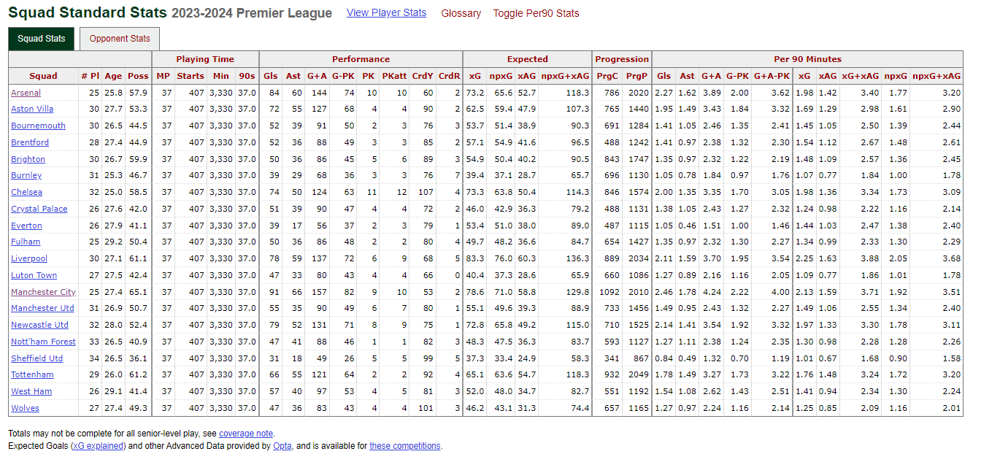 Squad Standard Stats 2023-2024 Premier League View Player Stats Glossary Toggle Per90 Stats
Squad Stats Opponent Stats
Playing Time Performance Expected Progression Per 90 Minutes
Squad # Pl Age Poss MP Starts Min 90s Gls Ast G+A G-PK PK PKatt CrdY CrdR xG npxG xAG npxG+xAG PrgC PrgP Gls Ast G+A G-PK G+A-PK xG xAG xG+xAG npxG npxG+xAG
Arsenal 25 25.8 57.9 37 407 3,330 37.0 84 60 144 74 10 10 60 2 73.2 65.6 52.7 118.3 786 2020 2.27 1.62 3.89 2.00 3.62 1.98 1.42 3.40 1.77 3.20
Aston Villa 30 27.7 53.3 37 407 3,330 37.0 72 55 127 68 4 4 90 2 62.5 59.4 47.9 107.3 765 1440 1.95 1.49 3.43 1.84 3.32 1.69 1.29 2.98 1.61 2.90
Bournemouth 30 26.5 44.5 37 407 3,330 37.0 52 39 91 50 2 3 76 3 53.7 51.4 38.9 90.3 691 1284 1.41 1.05 2.46 1.35 2.41 1.45 1.05 2.50 1.39 2.44
Brentford 28 27.4 44.9 37 407 3,330 37.0 52 36 88 49 3 3 85 2 57.1 54.9 41.6 96.5 488 1242 1.41 0.97 2.38 1.32 2.30 1.54 1.12 2.67 1.48 2.61
Brighton 30 26.7 59.9 37 407 3,330 37.0 50 36 86 45 5 6 89 3 54.9 50.4 40.2 90.5 843 1747 1.35 0.97 2.32 1.22 2.19 1.48 1.09 2.57 1.36 2.45
Burnley 31 25.3 46.7 37 407 3,330 37.0 39 29 68 36 3 3 76 7 39.4 37.1 28.7 65.7 696 1130 1.05 0.78 1.84 0.97 1.76 1.07 0.77 1.84 1.00 1.78
Chelsea 32 25.0 58.5 37 407 3,330 37.0 74 50 124 63 11 12 107 4 73.3 63.8 50.4 114.3 846 1574 2.00 1.35 3.35 1.70 3.05 1.98 1.36 3.34 1.73 3.09
Crystal Palace 26 27.6 42.0 37 407 3,330 37.0 51 39 90 47 4 4 72 2 46.0 42.9 36.3 79.2 488 1131 1.38 1.05 2.43 1.27 2.32 1.24 0.98 2.22 1.16 2.14
Everton 26 27.9 41.1 37 407 3,330 37.0 39 17 56 37 2 3 79 1 53.4 51.0 38.0 89.0 487 1115 1.05 0.46 1.51 1.00 1.46 1.44 1.03 2.47 1.38 2.40
Fulham 25 29.2 50.4 37 407 3,330 37.0 50 36 86 48 2 2 80 4 49.7 48.2 36.6 84.7 654 1427 1.35 0.97 2.32 1.30 2.27 1.34 0.99 2.33 1.30 2.29
Liverpool 30 27.1 61.1 37 407 3,330 37.0 78 59 137 72 6 9 68 5 83.3 76.0 60.3 136.3 889 2034 2.11 1.59 3.70 1.95 3.54 2.25 1.63 3.88 2.05 3.68
Luton Town 27 27.5 42.4 37 407 3,330 37.0 47 33 80 43 4 4 66 0 40.4 37.3 28.6 65.9 660 1086 1.27 0.89 2.16 1.16 2.05 1.09 0.77 1.86 1.01 1.78
Manchester City 25 27.4 65.1 37 407 3,330 37.0 91 66 157 82 9 10 53 2 78.6 71.0 58.8 129.8 1092 2010 2.46 1.78 4.24 2.22 4.00 2.13 1.59 3.71 1.92 3.51
Manchester Utd 31 26.9 50.7 37 407 3,330 37.0 55 35 90 49 6 7 80 1 55.1 49.6 39.3 88.9 733 1456 1.49 0.95 2.43 1.32 2.27 1.49 1.06 2.55 1.34 2.40
Newcastle Utd 32 28.0 52.4 37 407 3,330 37.0 79 52 131 71 8 9 75 1 72.8 65.8 49.2 115.0 710 1525 2.14 1.41 3.54 1.92 3.32 1.97 1.33 3.30 1.78 3.11
Nott'ham Forest 33 26.5 40.9 37 407 3,330 37.0 47 41 88 46 1 1 82 3 48.3 47.5 36.3 83.7 593 1127 1.27 1.11 2.38 1.24 2.35 1.30 0.98 2.28 1.28 2.26
Sheffield Utd 34 26.5 36.1 37 407 3,330 37.0 31 18 49 26 5 5 99 5 37.3 33.4 24.9 58.3 341 867 0.84 0.49 1.32 0.70 1.19 1.01 0.67 1.68 0.90 1.58
Tottenham 29 26.0 61.2 37 407 3,330 37.0 66 55 121 64 2 2 92 4 65.1 63.6 54.7 118.3 932 2049 1.78 1.49 3.27 1.73 3.22 1.76 1.48 3.24 1.72 3.20
West Ham 26 29.1 41.4 37 407 3,330 37.0 57 40 97 53 4 5 81 3 52.0 48.0 34.7 82.7 551 1192 1.54 1.08 2.62 1.43 2.51 1.41 0.94 2.34 1.30 2.24
Wolves 27 27.4 49.3 37 407 3,330 37.0 47 36 83 43 4 4 101 3 46.2 43.1 31.3 74.4 657 1165 1.27 0.97 2.24 1.16 2.14 1.25 0.85 2.09 1.16 2.01
Totals may not be complete for all senior-level play, see coverage note.
Expected Goals (xG explained) and other Advanced Data provided by Opta, and is available for these competitions.